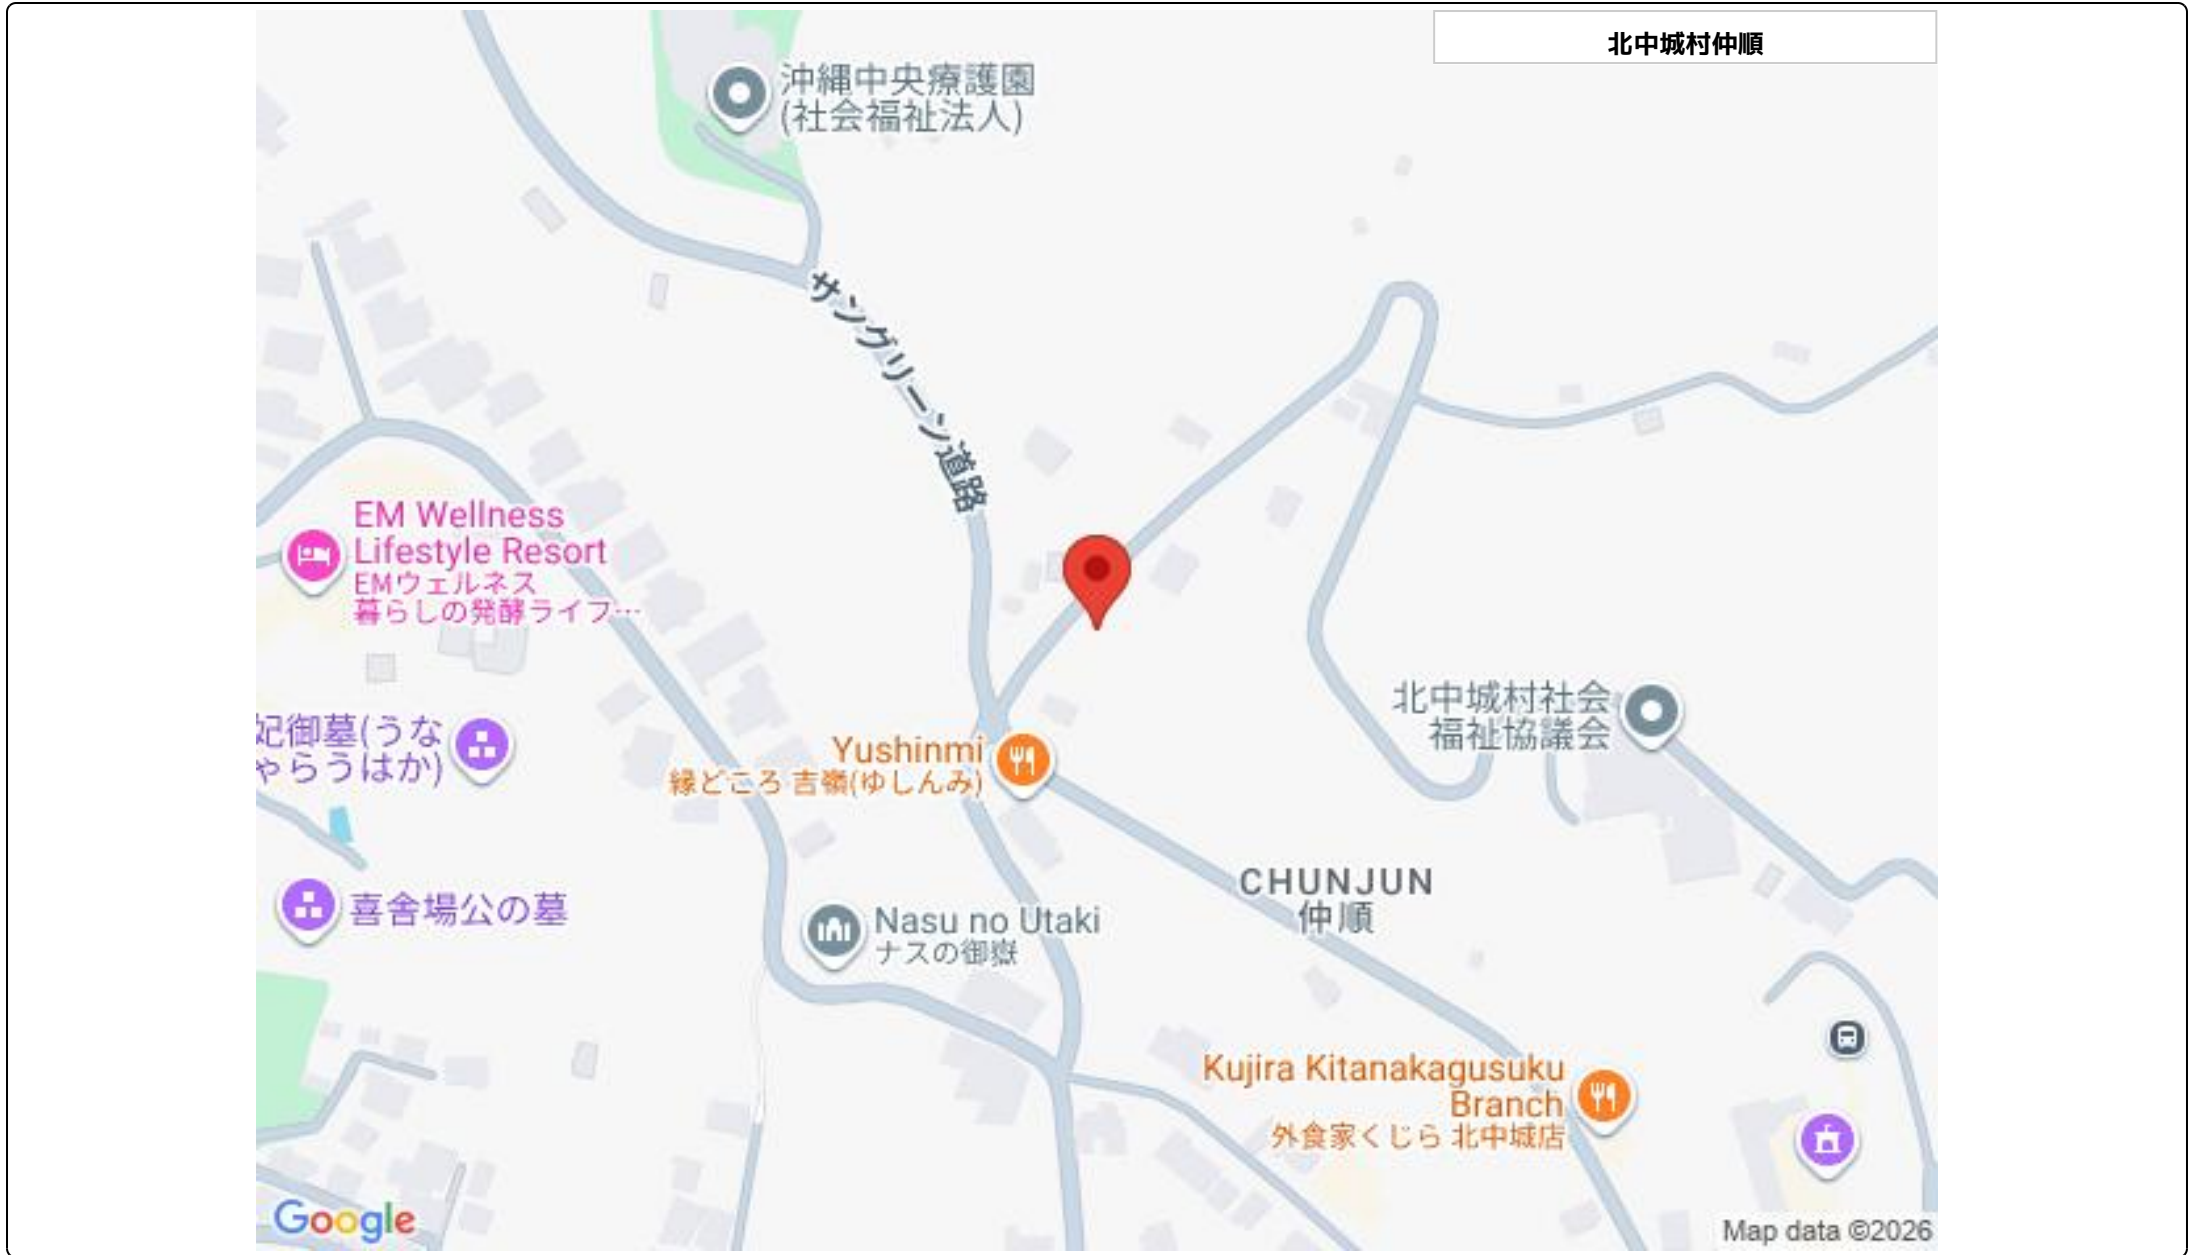 北中城村仲順
沖縄中央療護園
(社会福祉法人)
サングリーン道路
EM Wellness
Lifestyle Resort
EMウェルネス
暮らしの発酵ライフ…
妃御墓(うな
ゃらうはか)
Yushinmi
縁どころ 吉嶺(ゆしんみ)
北中城村社会
福祉協議会
喜舎場公の墓
Nasu no Utaki
ナスの御嶽
CHUNJUN
仲順
Kujira Kitanakagusuku
Branch
外食家くじら 北中城店
Google
Map data ©2026